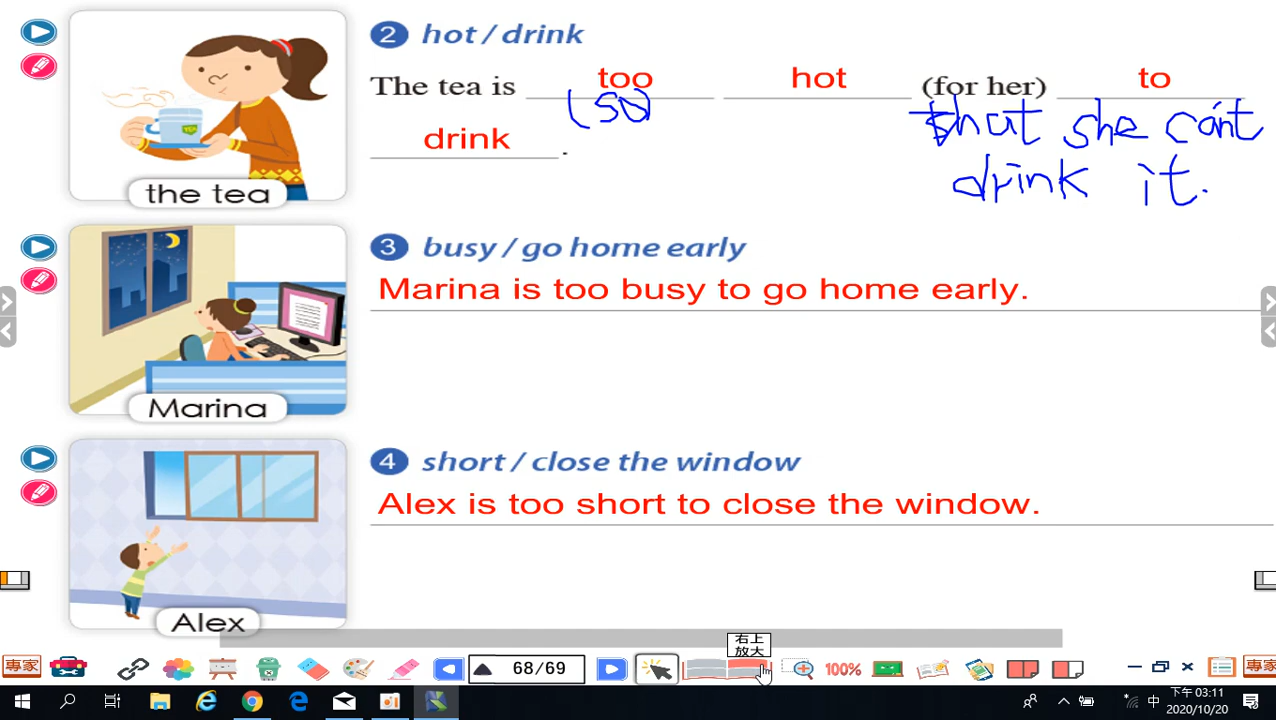 2 hot / drink
The tea is too hot (for her) to
(so) that she can't
drink .
drink it.
TEA
the tea
3 busy / go home early
Marina is too busy to go home early.
Marina
4 short / close the window
Alex is too short to close the window.
Alex
右上
放大
專家 68/69 100% 專家
中 下午 03:11
2020/10/20